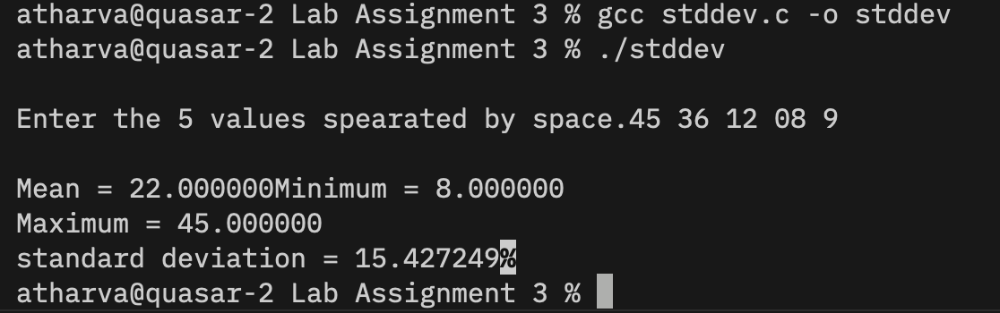 atharva@quasar-2 Lab Assignment 3 % gcc stddev.c -o stddev
atharva@quasar-2 Lab Assignment 3 % ./stddev
Enter the 5 values spearated by space.45 36 12 08 9
Mean = 22.000000Minimum = 8.000000
Maximum = 45.000000
standard deviation = 15.427249%
atharva@quasar-2 Lab Assignment 3 %